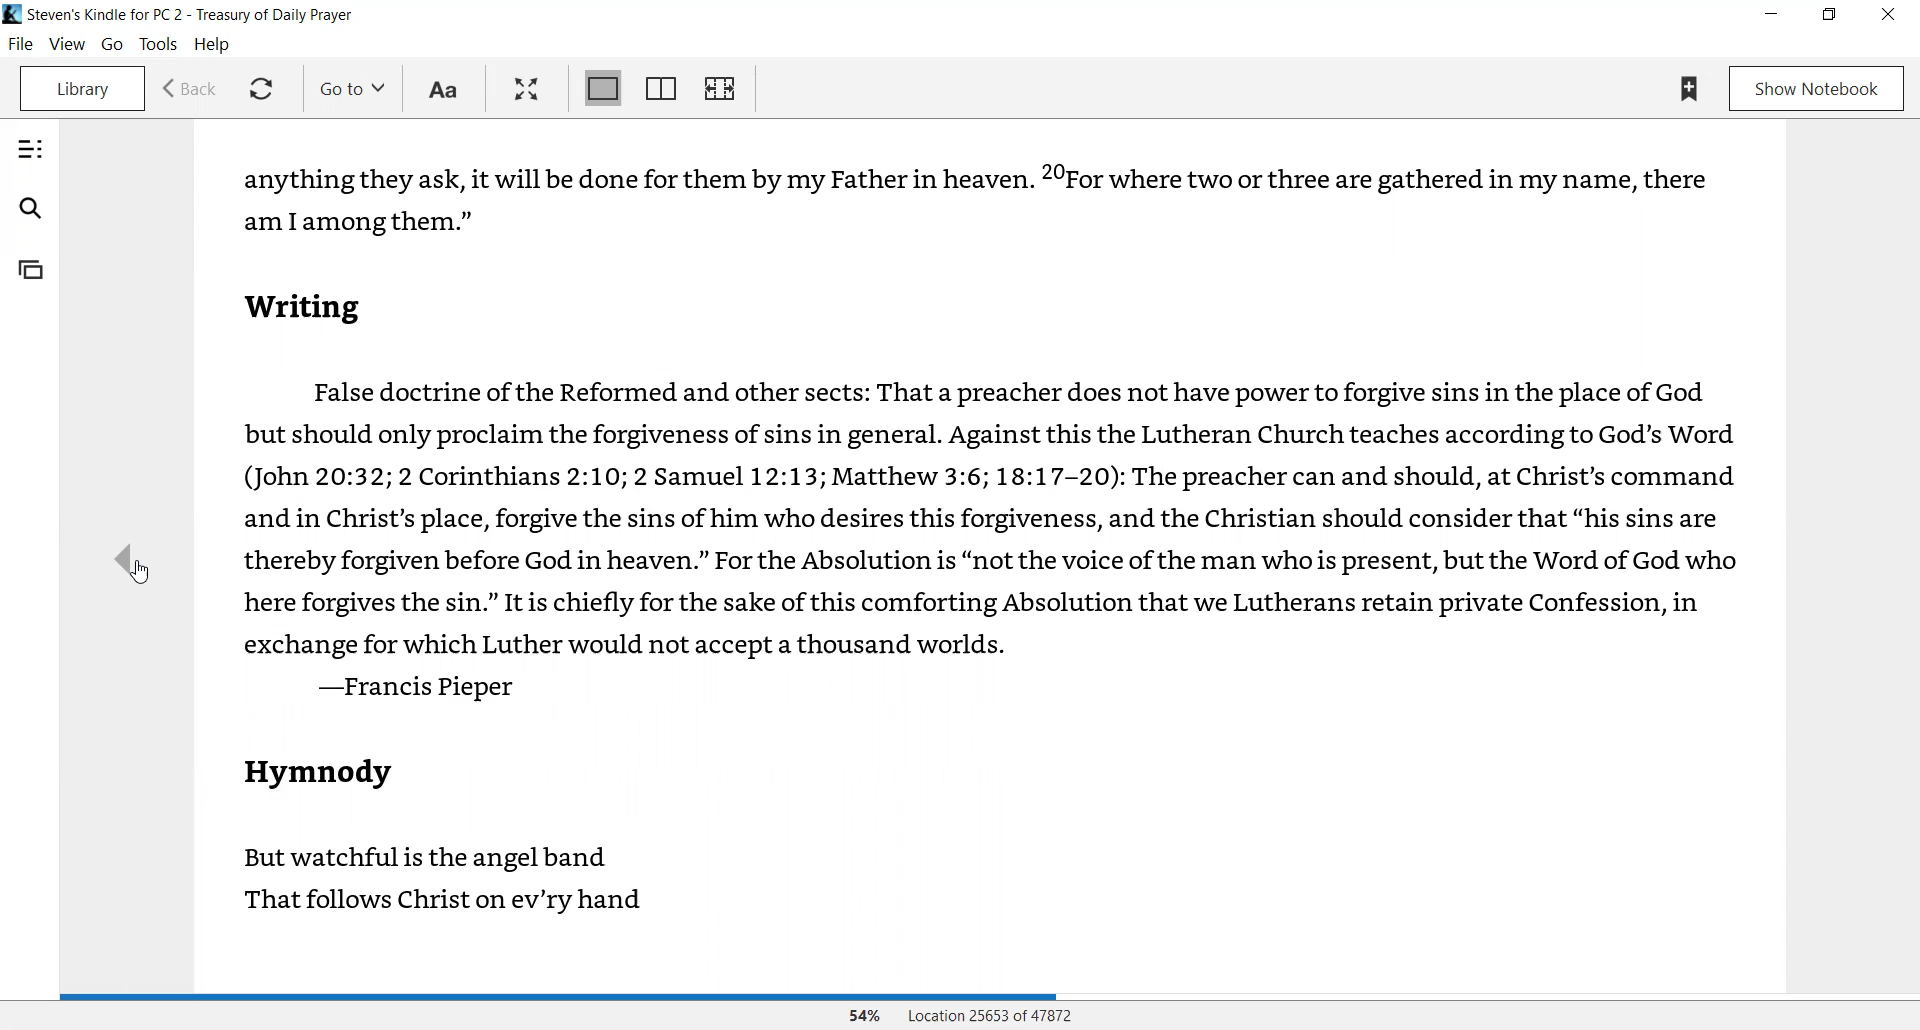 Steven's Kindle for PC 2 - Treasury of Daily Prayer
File View Go Tools Help
Library Back Go to Aa Show Notebook
anything they ask, it will be done for them by my Father in heaven. 20For where two or three are gathered in my name, there
am I among them.”
Writing
False doctrine of the Reformed and other sects: That a preacher does not have power to forgive sins in the place of God
but should only proclaim the forgiveness of sins in general. Against this the Lutheran Church teaches according to God’s Word
(John 20:32; 2 Corinthians 2:10; 2 Samuel 12:13; Matthew 3:6; 18:17–20): The preacher can and should, at Christ’s command
and in Christ’s place, forgive the sins of him who desires this forgiveness, and the Christian should consider that “his sins are
thereby forgiven before God in heaven.” For the Absolution is “not the voice of the man who is present, but the Word of God who
here forgives the sin.” It is chiefly for the sake of this comforting Absolution that we Lutherans retain private Confession, in
exchange for which Luther would not accept a thousand worlds.
—Francis Pieper
Hymnody
But watchful is the angel band
That follows Christ on ev’ry hand
54% Location 25653 of 47872